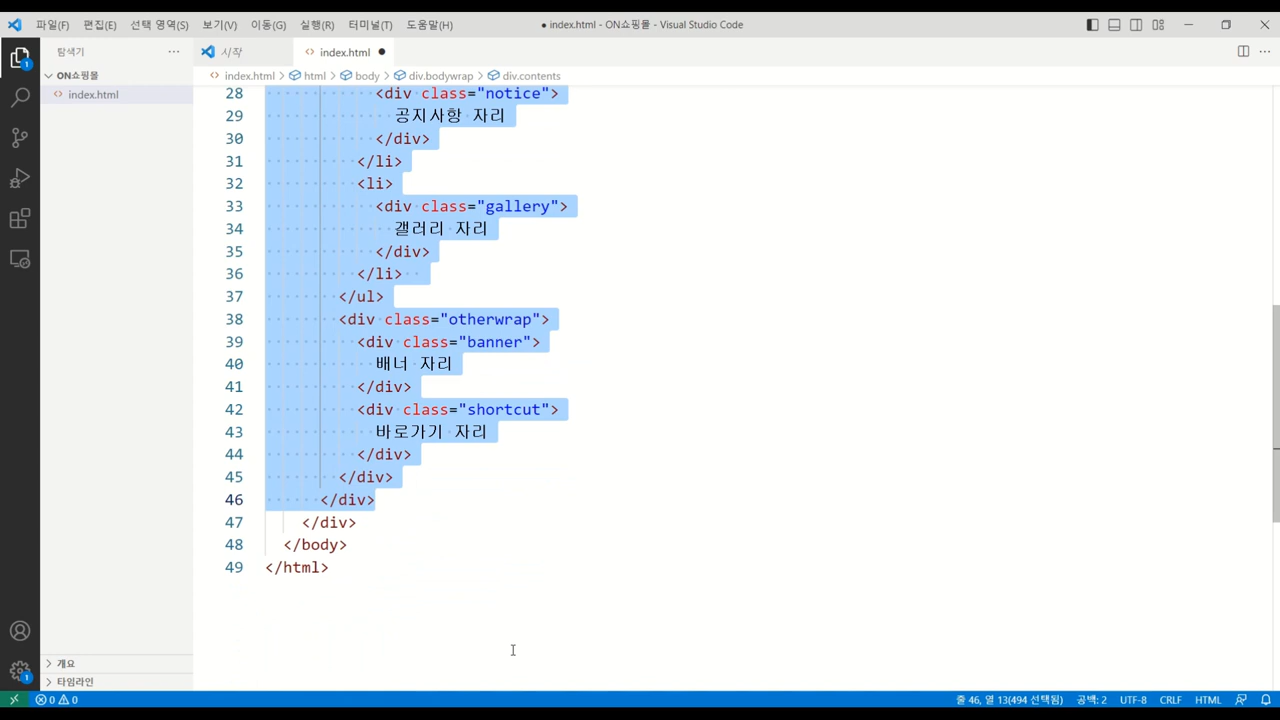 파일(F) 편집(E) 선택 영역(S) 보기(V) 이동(G) 실행(R) 터미널(T) 도움말(H) ● index.html - ON쇼핑몰 - Visual Studio Code
탐색기 ···
시작
<> index.html ●
<> index.html > html > body > div.bodywrap > div.contents
ON쇼핑몰
<> index.html
28 <div class="notice">
29 공지사항 자리
30 </div>
31 </li>
32 <li>
33 <div class="gallery">
34 갤러리 자리
35 </div>
36 </li>
37 </ul>
38 <div class="otherwrap">
39 <div class="banner">
40 배너 자리
41 </div>
42 <div class="shortcut">
43 바로가기 자리
44 </div>
45 </div>
46 </div>
47 </div>
48 </body>
49 </html>
개요
타임라인
1
1
0 0 줄 46, 열 13(494 선택됨) 공백: 2 UTF-8 CRLF HTML